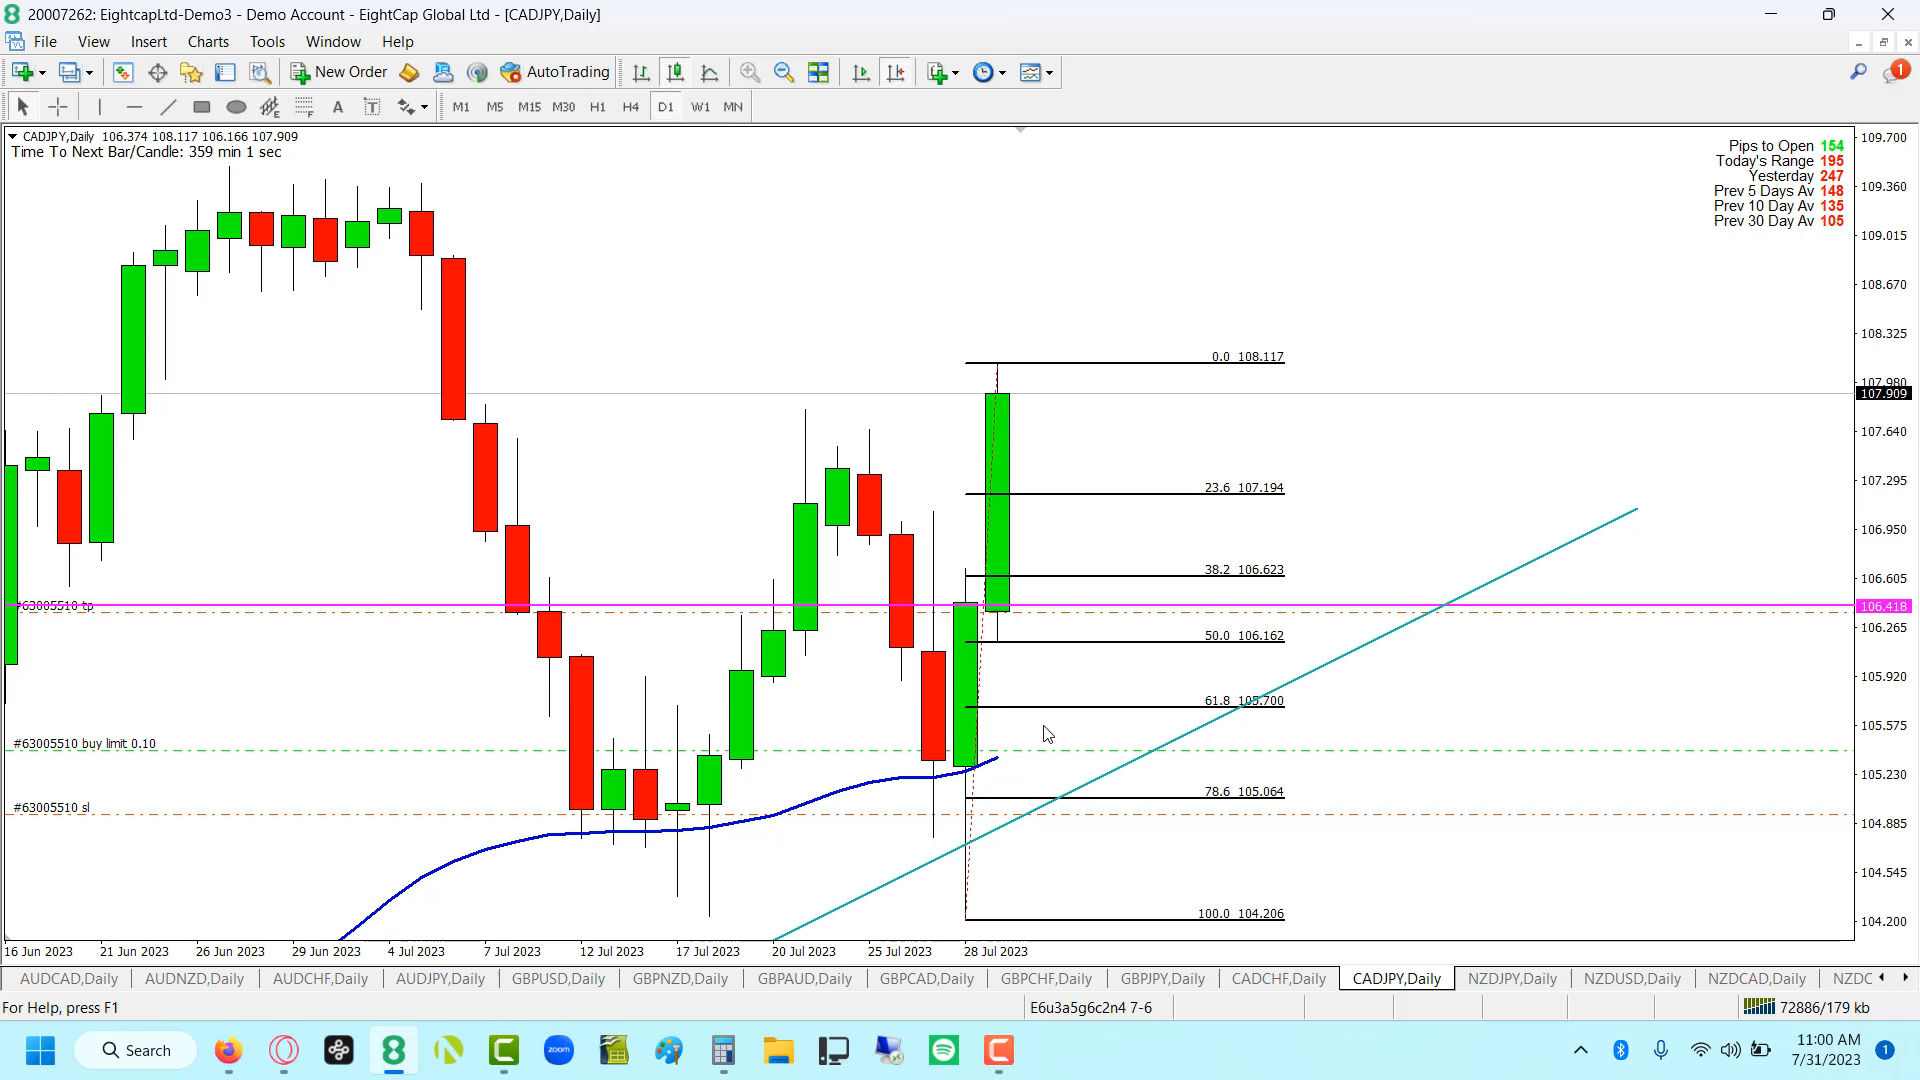 20007262: EightcapLtd-Demo3 - Demo Account - EightCap Global Ltd - [CADJPY,Daily]
File View Insert Charts Tools Window Help
New Order AutoTrading 1
A T M1 M5 M15 M30 H1 H4 D1 W1 MN
CADJPY,Daily 106.374 108.117 106.166 107.909
Time To Next Bar/Candle: 359 min 1 sec
Pips to Open 154
Today's Range 195
Yesterday 247
Prev 5 Days Av 148
Prev 10 Day Av 135
Prev 30 Day Av 105
109.700
109.360
109.015
108.670
108.325
107.980
107.909
107.640
107.295
106.950
106.605
106.418
106.265
105.920
105.575
105.230
104.885
104.545
104.200
0.0 108.117
23.6 107.194
38.2 106.623
50.0 106.162
61.8 105.700
78.6 105.064
100.0 104.206
#63005510 tp
#63005510 buy limit 0.10
#63005510 sl
16 Jun 2023 21 Jun 2023 26 Jun 2023 29 Jun 2023 4 Jul 2023 7 Jul 2023 12 Jul 2023 17 Jul 2023 20 Jul 2023 25 Jul 2023 28 Jul 2023
AUDCAD,Daily AUDNZD,Daily AUDCHF,Daily AUDJPY,Daily GBPUSD,Daily GBPNZD,Daily GBPAUD,Daily GBPCAD,Daily GBPCHF,Daily GBPJPY,Daily CADCHF,Daily CADJPY,Daily NZDJPY,Daily NZDUSD,Daily NZDCAD,Daily NZDC
For Help, press F1 E6u3a5g6c2n4 7-6 72886/179 kb
Search zoom 11:00 AM
7/31/2023 1